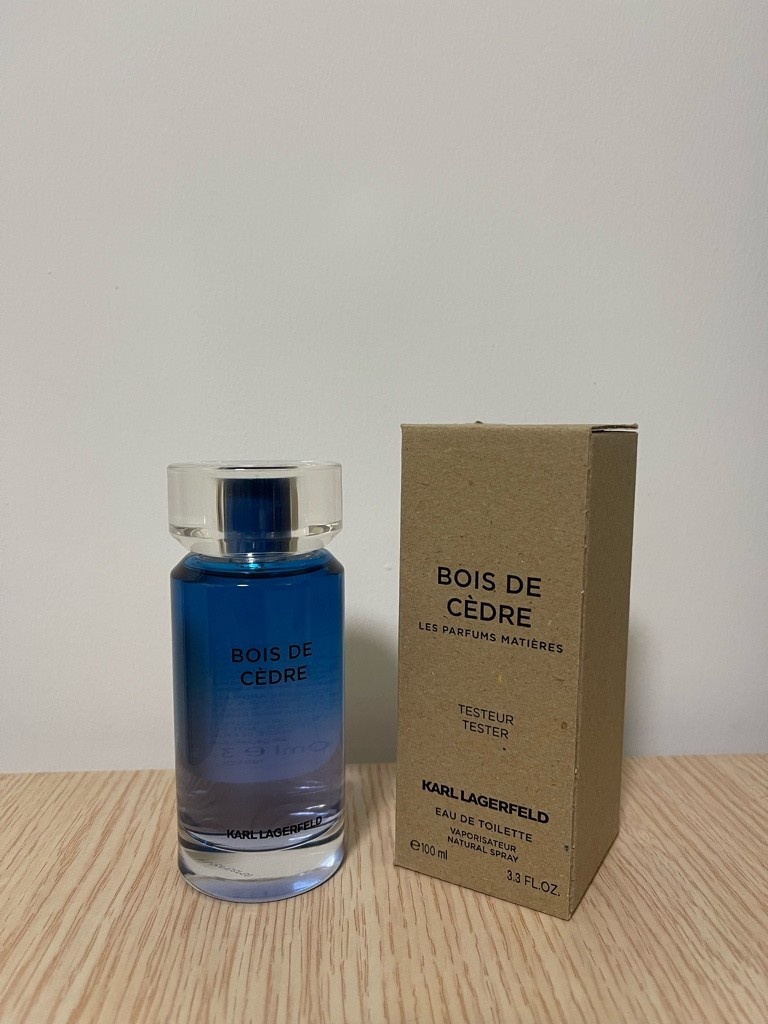 BOIS DE
CÈDRE
KARL LAGERFELD
BOIS DE
CÈDRE
LES PARFUMS MATIÈRES
TESTEUR
TESTER
KARL LAGERFELD
EAU DE TOILETTE
VAPORISATEUR
NATURAL SPRAY
℮100 ml
3.3 FL.OZ.